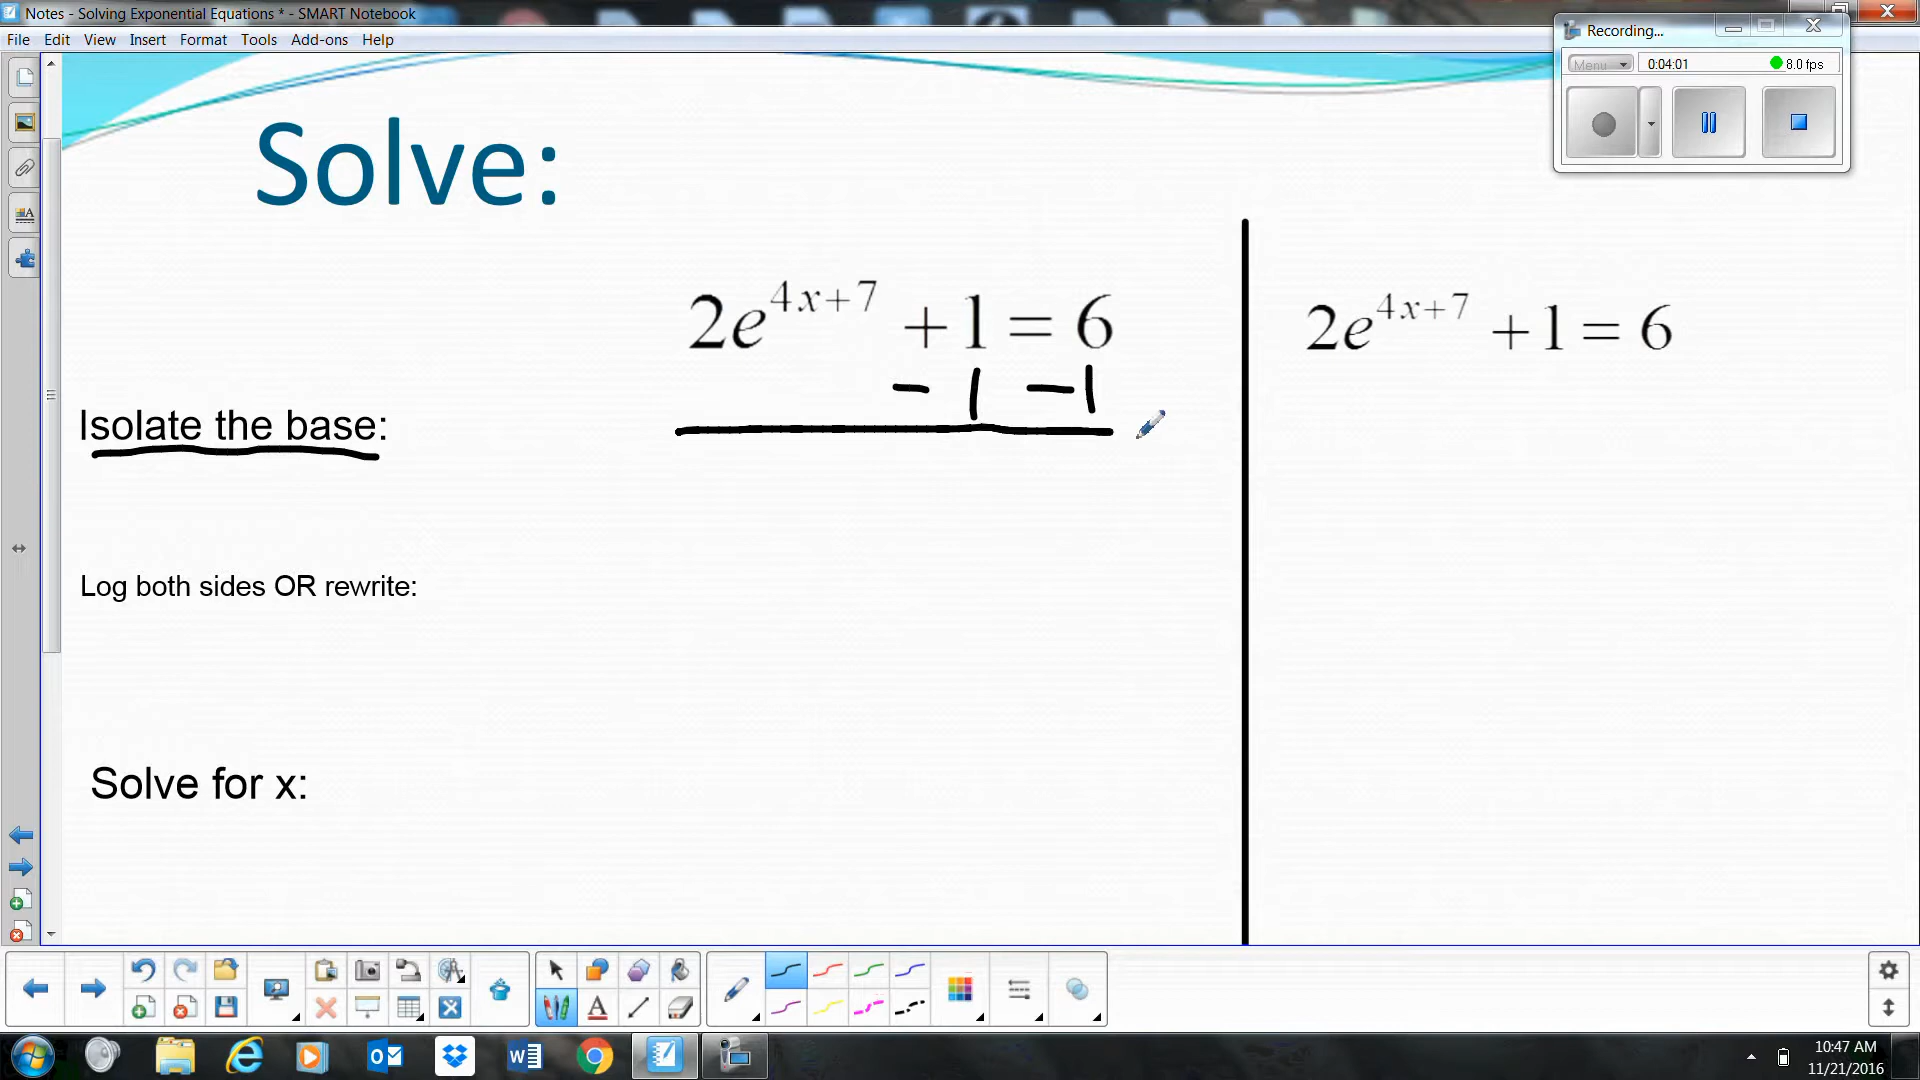 Notes - Solving Exponential Equations * - SMART Notebook
File Edit View Insert Format Tools Add-ons Help
Recording...
Menu 0:04:01 8.0 fps
Solve:
2e^{4x+7} + 1 = 6
- 1 - 1
2e^{4x+7} + 1 = 6
Isolate the base:
Log both sides OR rewrite:
Solve for x:
10:47 AM
11/21/2016